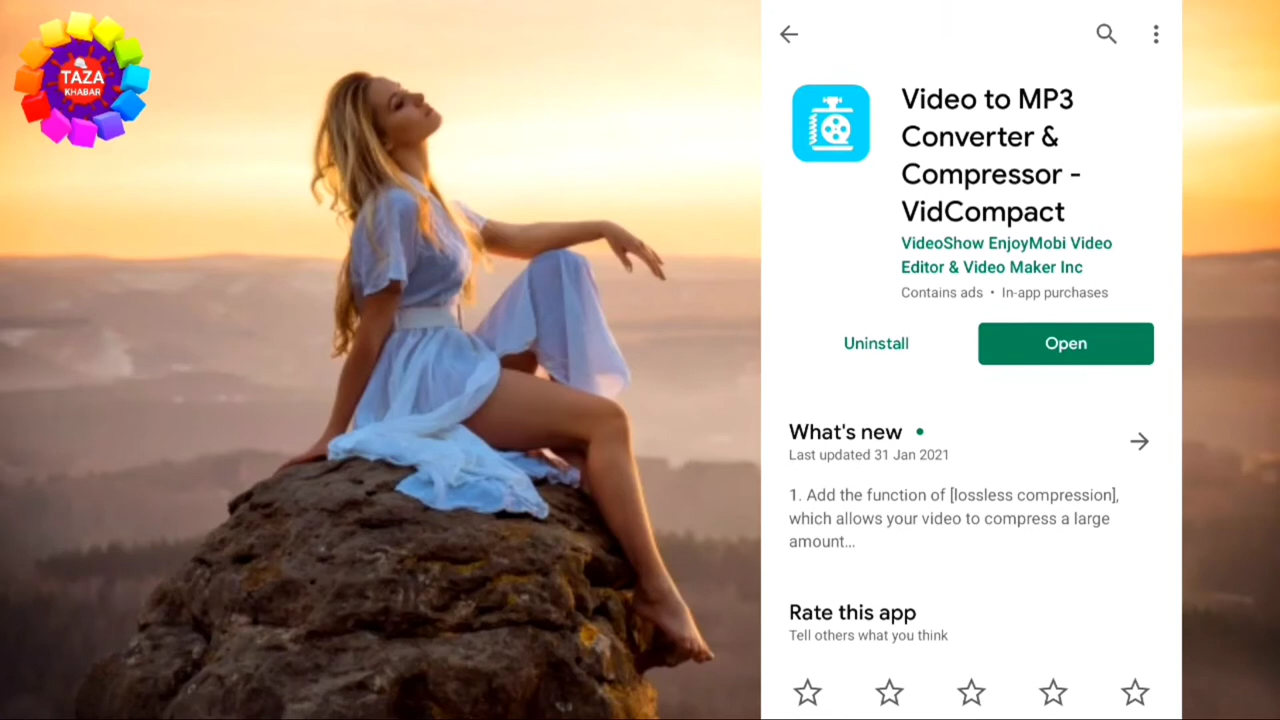 TAZA
KHABAR
Video to MP3
Converter &
Compressor -
VidCompact
VideoShow EnjoyMobi Video
Editor & Video Maker Inc
Contains ads • In-app purchases
Uninstall
Open
What's new •
Last updated 31 Jan 2021
1. Add the function of [lossless compression],
which allows your video to compress a large
amount...
Rate this app
Tell others what you think